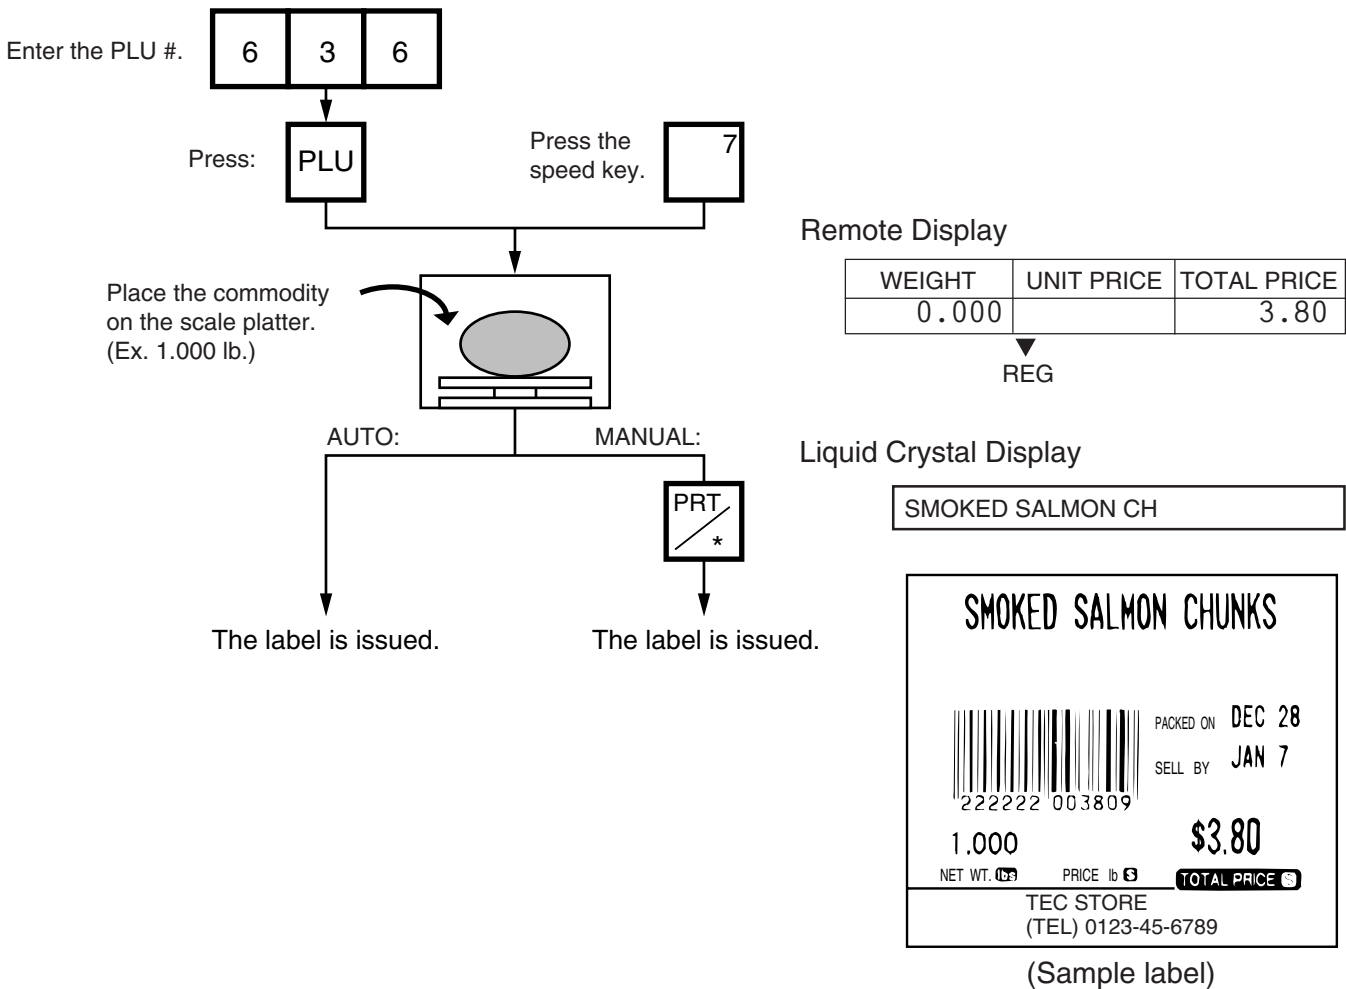 Enter the PLU #.
6 3 6
Press:
PLU
Press the
speed key.
7
Place the commodity
on the scale platter.
(Ex. 1.000 lb.)
AUTO:
MANUAL:
PRT
*
The label is issued.
The label is issued.
Remote Display
WEIGHT UNIT PRICE TOTAL PRICE
0.000 3.80
REG
Liquid Crystal Display
SMOKED SALMON CH
SMOKED SALMON CHUNKS
PACKED ON DEC 28
SELL BY JAN 7
222222 003809
1.000 $3.80
NET WT. lbs PRICE lb $ TOTAL PRICE $
TEC STORE
(TEL) 0123-45-6789
(Sample label)